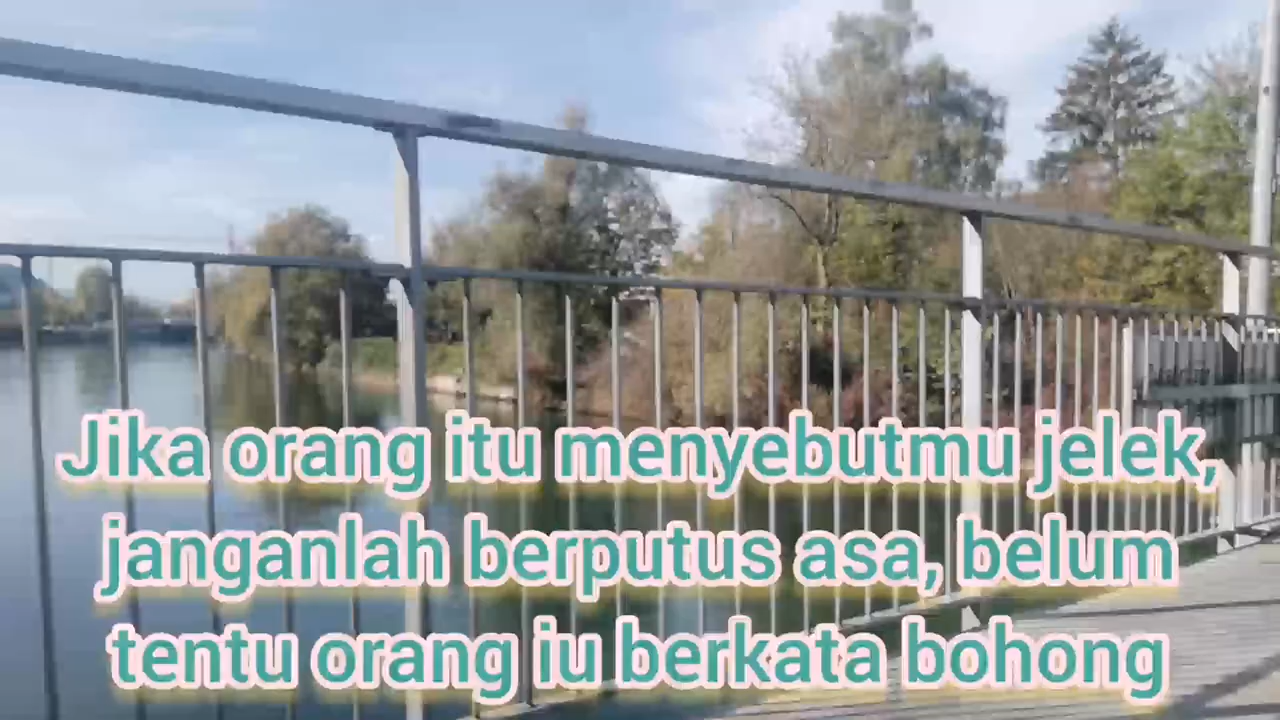 Jika orang itu menyebutmu jelek,
janganlah berputus asa, belum
tentu orang iu berkata bohong